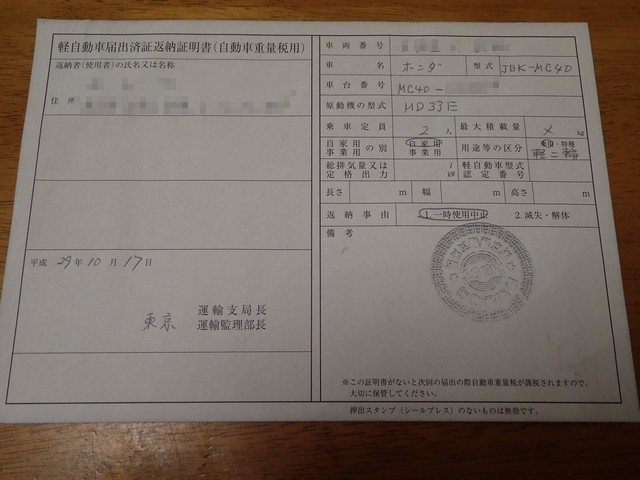 軽自動車届出済証返納証明書(自動車重量税用)
返納者(使用者)の氏名又は名称
住所
平成 29年 10月 17日
東京 運輸支局長
運輸監理部長
車両番号
車名 ホンダ 型式 JBK-MC40
車台番号 MC40-
原動機の型式 MD33E
乗車定員 2人 最大積載量 × kg
自家用 事業用 の別 自家用 事業用 用途等の区分 ・特種 軽二輪
総排気量又は 定格出力 l kW 軽自動車型式 認定番号
長さ m 幅 m 高さ m
返納事由 1.一時使用中止 2.滅失・解体
備考
※この証明書がないと次回の届出の際自動車重量税が課税されますので、
大切に保管してください。
押出スタンプ(シールプレス)のないものは無効です。